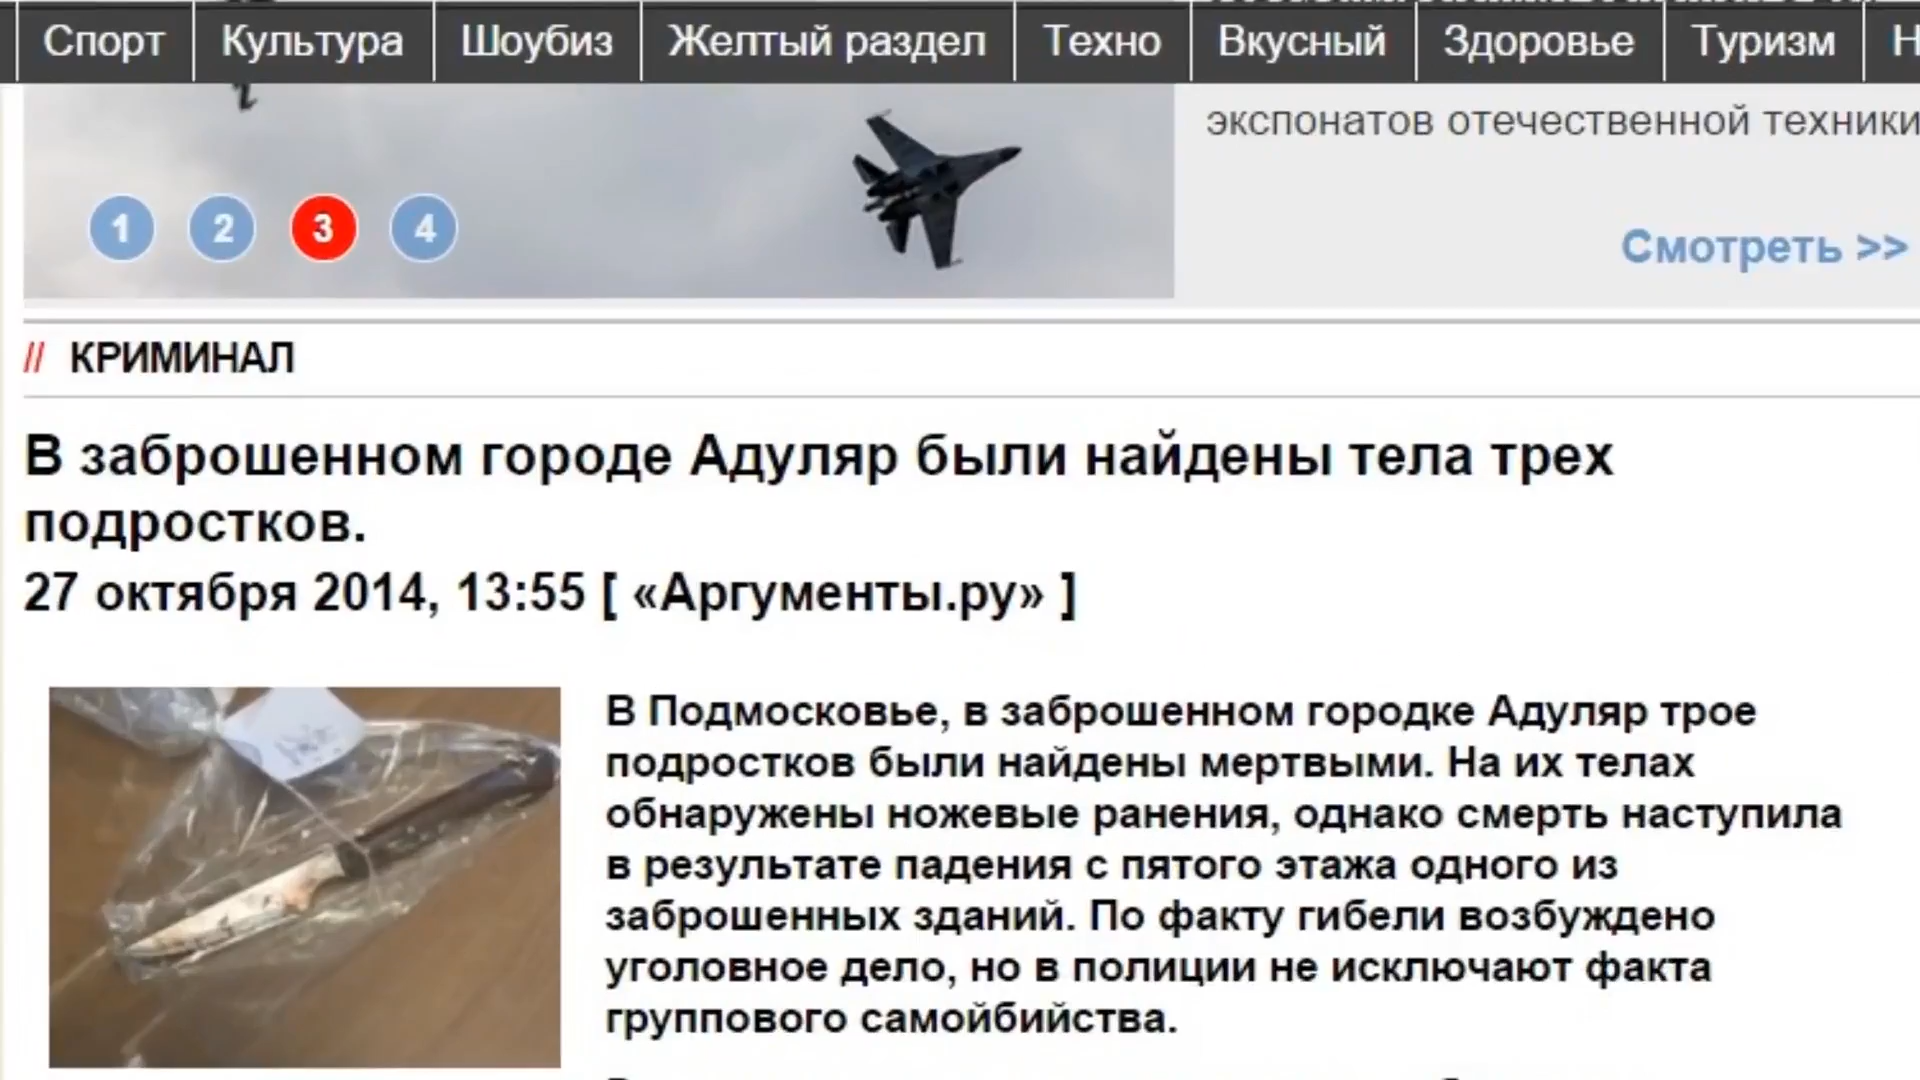 Спорт
Культура
Шоубиз
Желтый раздел
Техно
Вкусный
Здоровье
Туризм
экспонатов отечественной техники
1
2
3
4
Смотреть >>
// КРИМИНАЛ
В заброшенном городе Адуляр были найдены тела трех
подростков.
27 октября 2014, 13:55 [ «Аргументы.ру» ]
В Подмосковье, в заброшенном городке Адуляр трое
подростков были найдены мертвыми. На их телах
обнаружены ножевые ранения, однако смерть наступила
в результате падения с пятого этажа одного из
заброшенных зданий. По факту гибели возбуждено
уголовное дело, но в полиции не исключают факта
группового самойбийства.